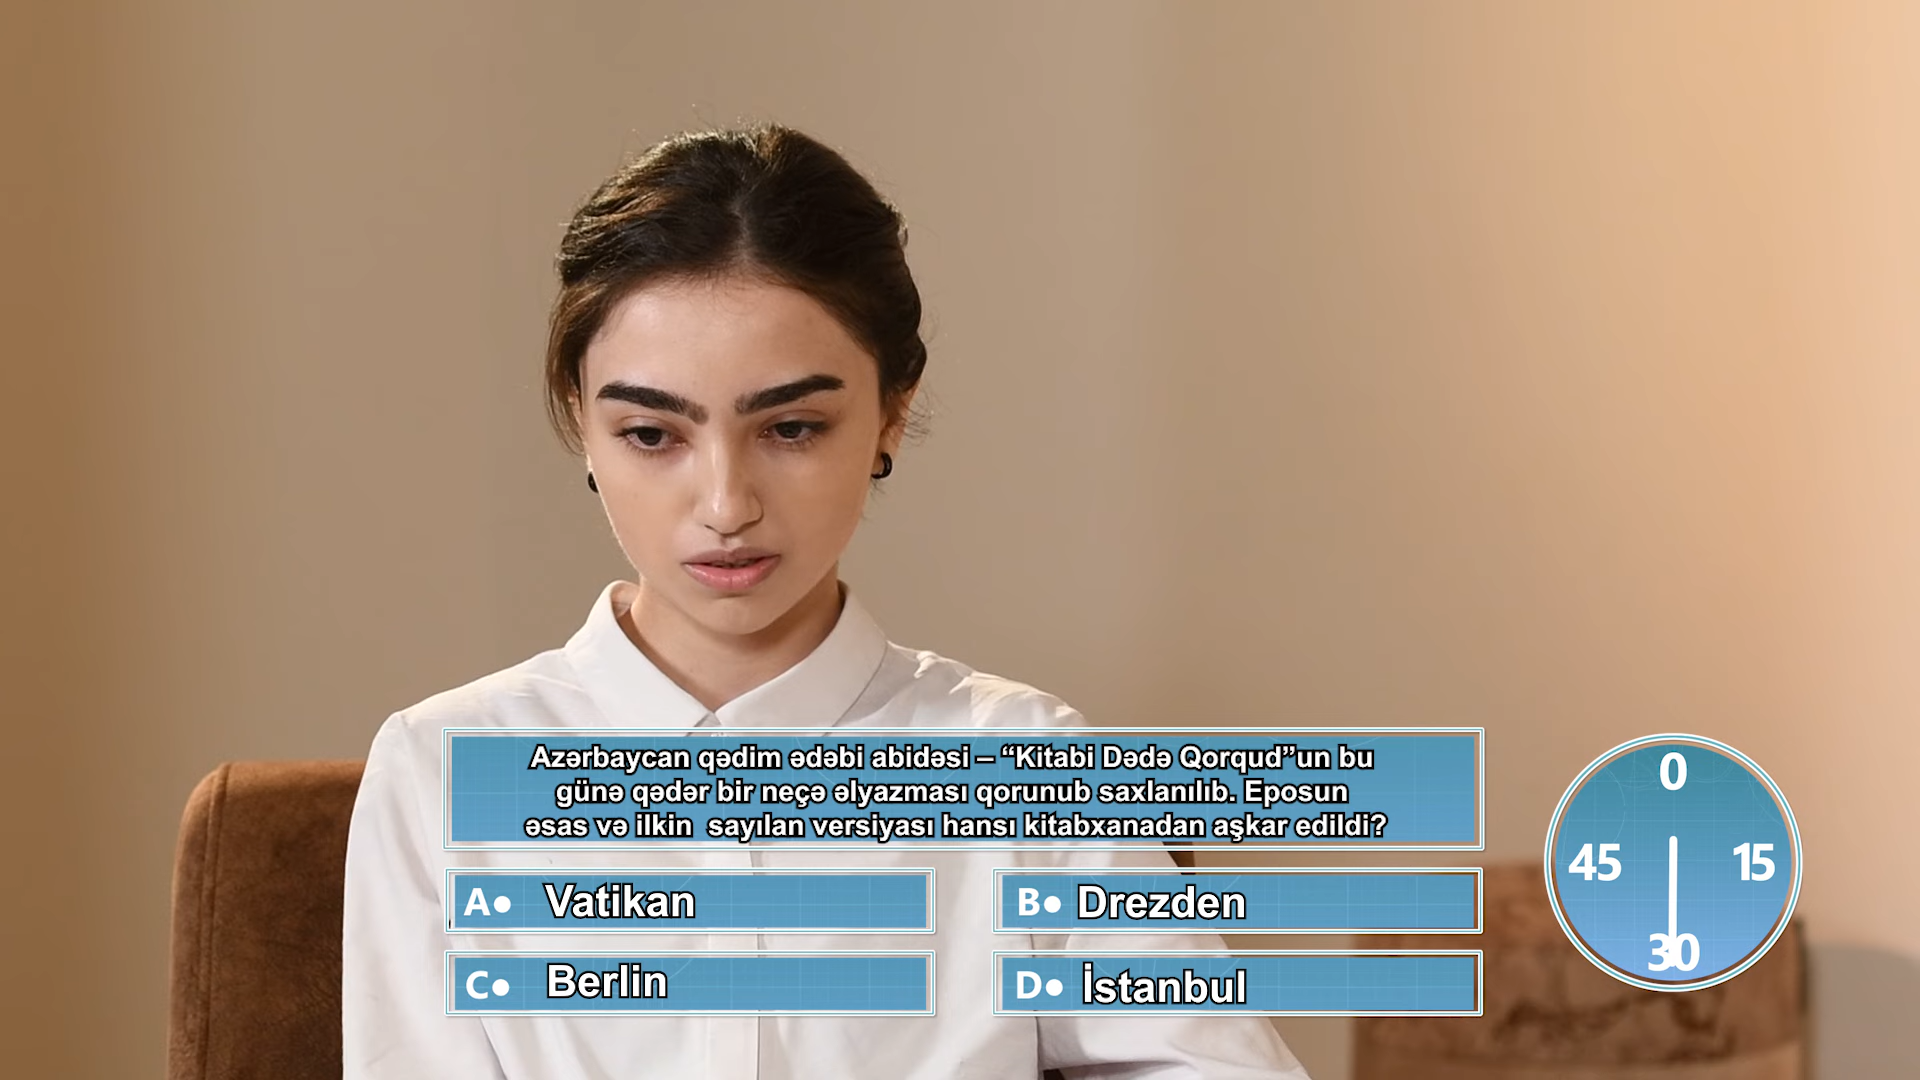 Azərbaycan qədim ədəbi abidəsi – “Kitabi Dədə Qorqud”un bu
günə qədər bir neçə əlyazması qorunub saxlanılıb. Eposun
əsas və ilkin  sayılan versiyası hansı kitabxanadan aşkar edildi?
A● Vatikan
B● Drezden
C● Berlin
D● İstanbul
0
45
15
30